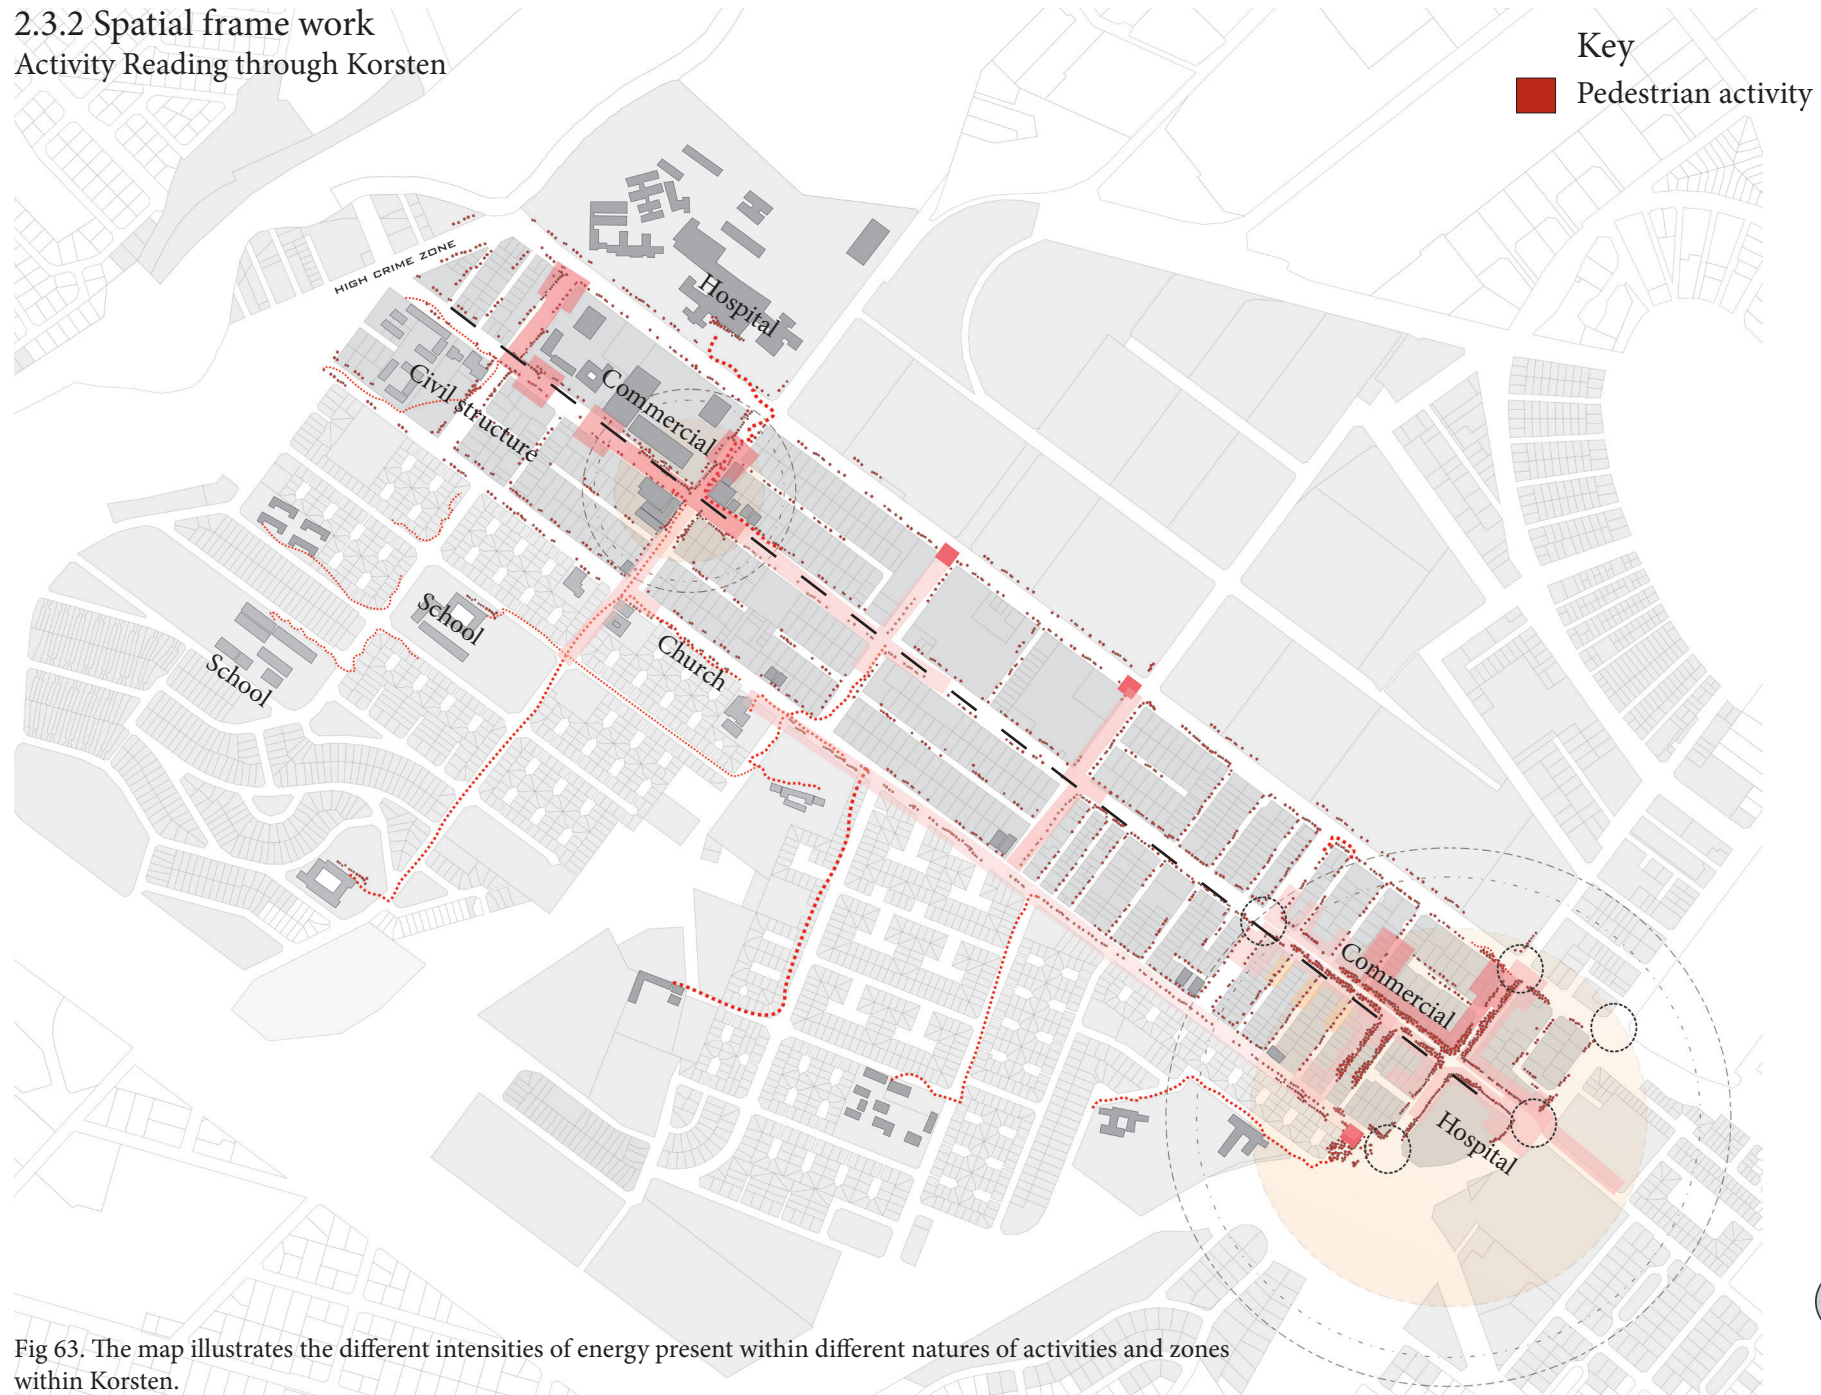 2.3.2 Spatial frame work
Activity Reading through Korsten
Key
Pedestrian activity
HIGH CRIME ZONE
Hospital
Commercial
Civil structure
School
School
Church
Commercial
Hospital
Fig 63. The map illustrates the different intensities of energy present within different natures of activities and zones
within Korsten.